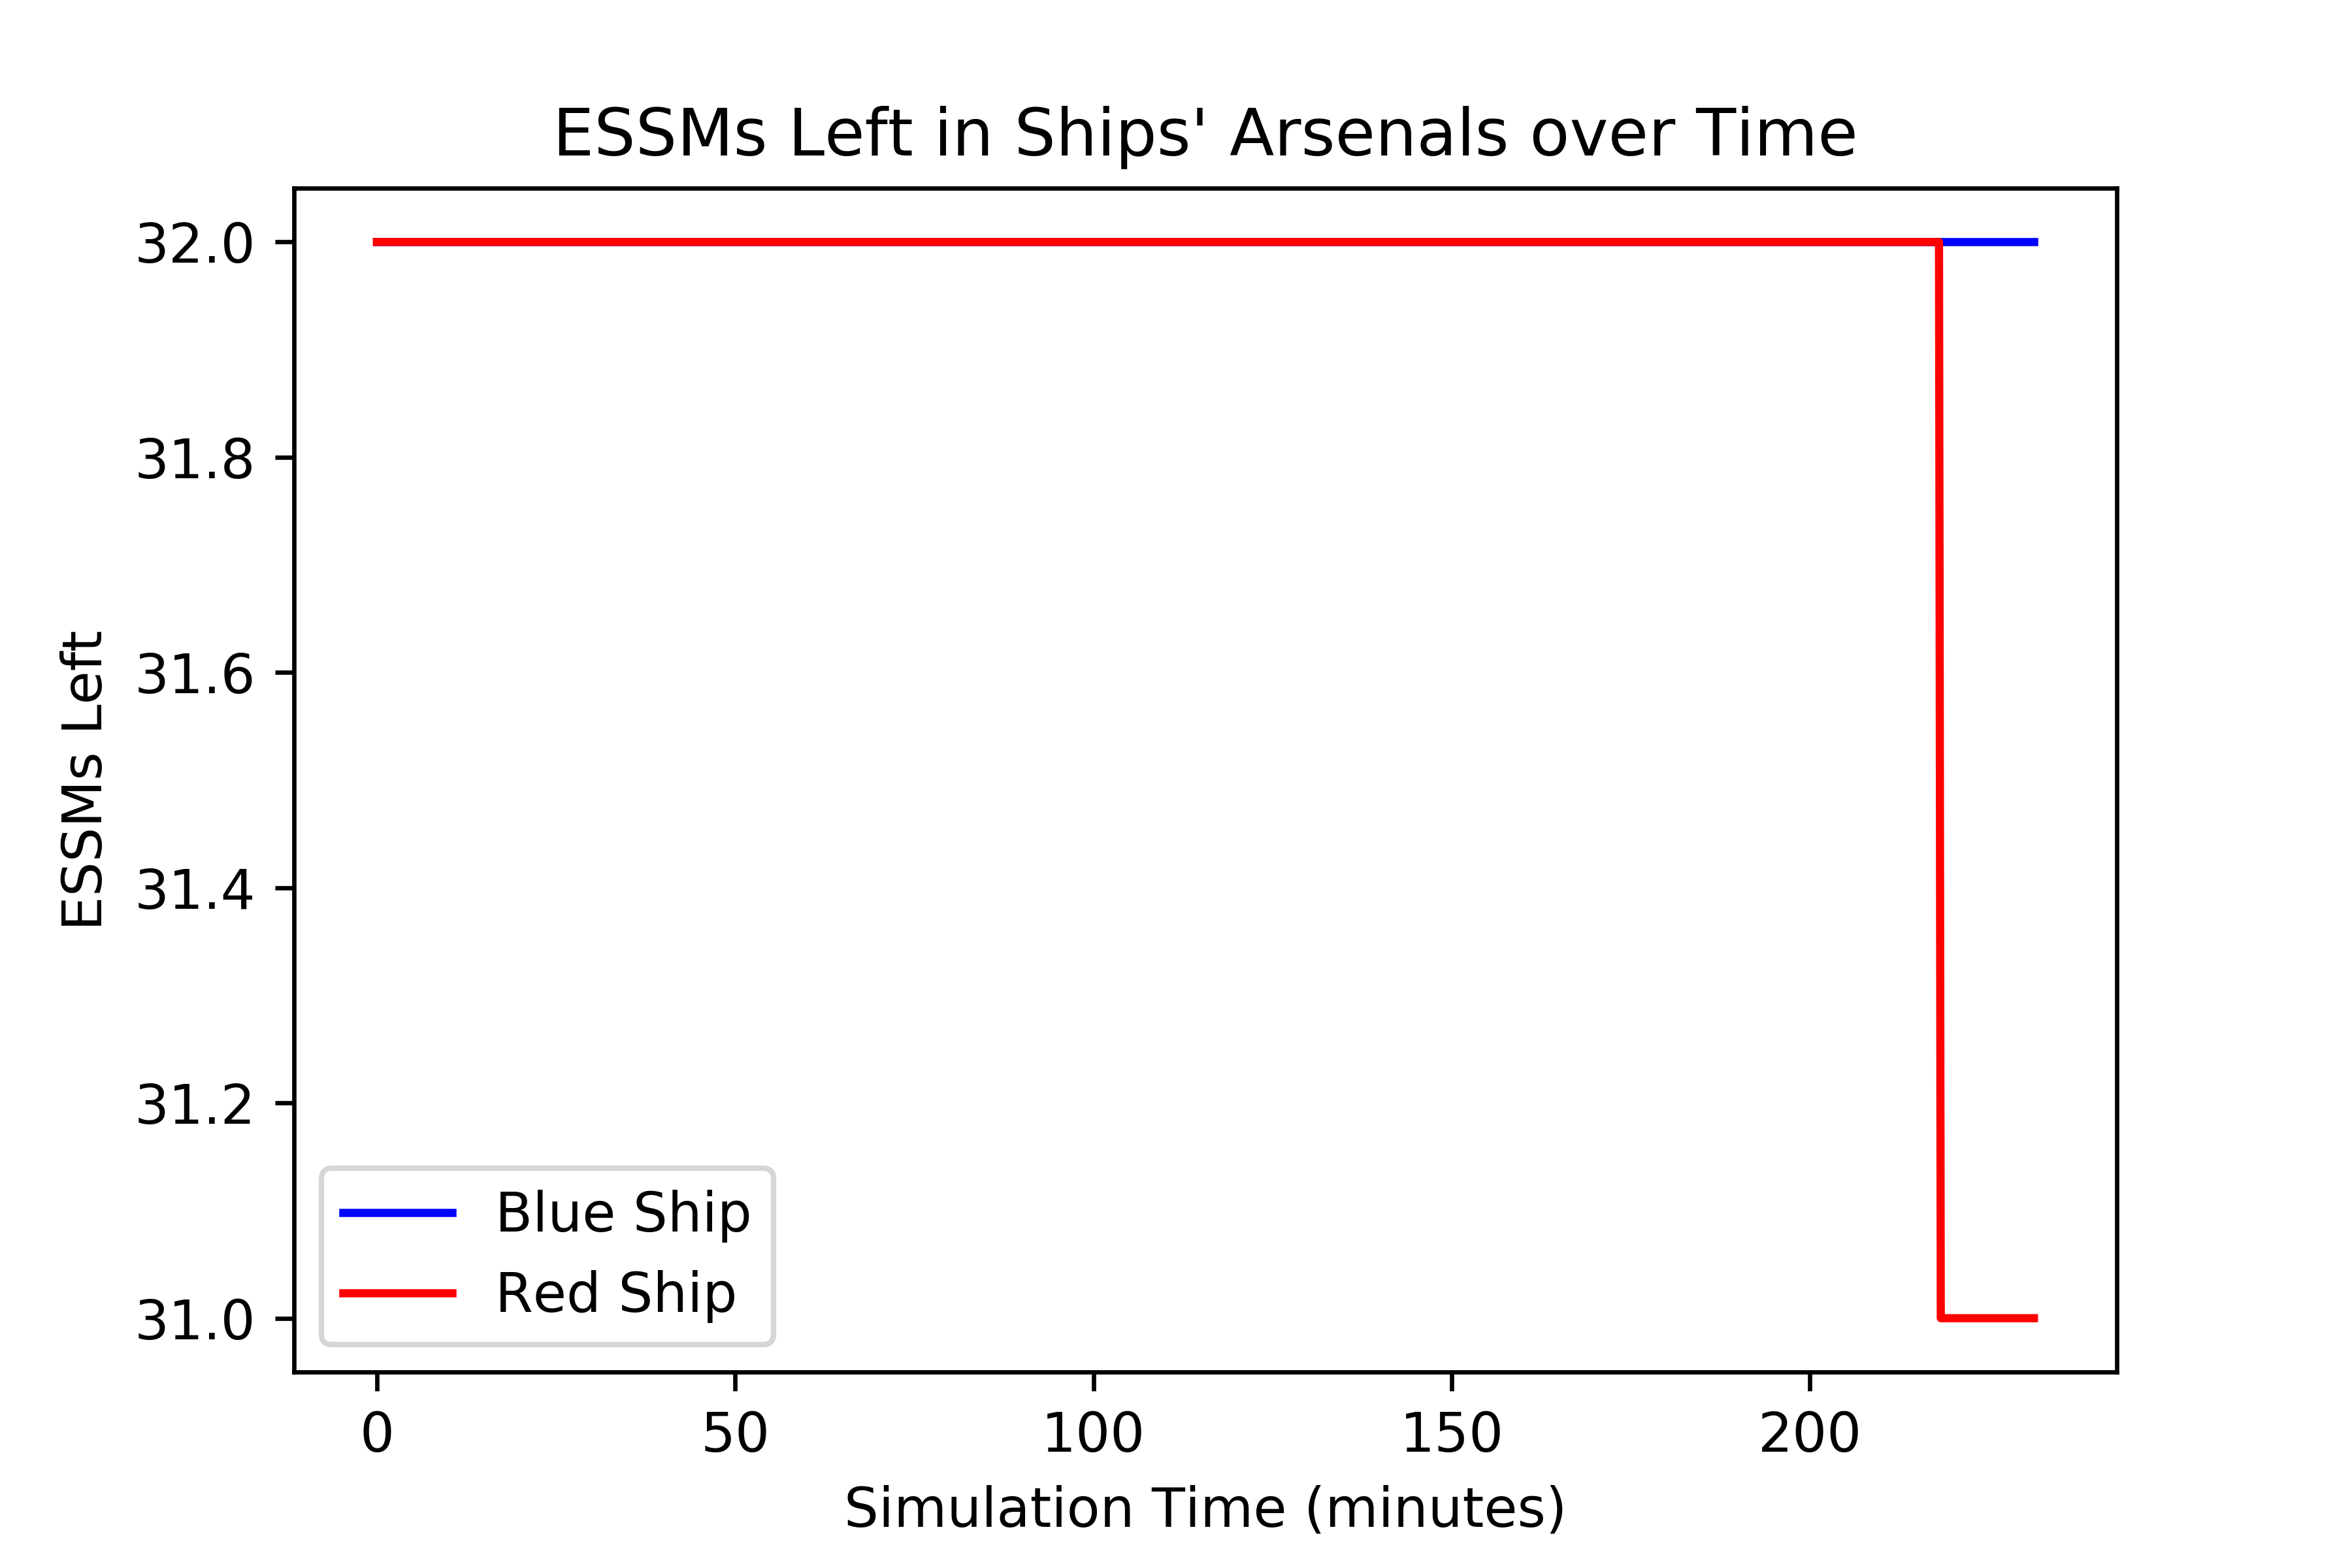 ESSMs Left in Ships' Arsenals over Time
32.0
31.8
31.6
31.4
31.2
31.0
ESSMs Left
Blue Ship
Red Ship
0 50 100 150 200
Simulation Time (minutes)